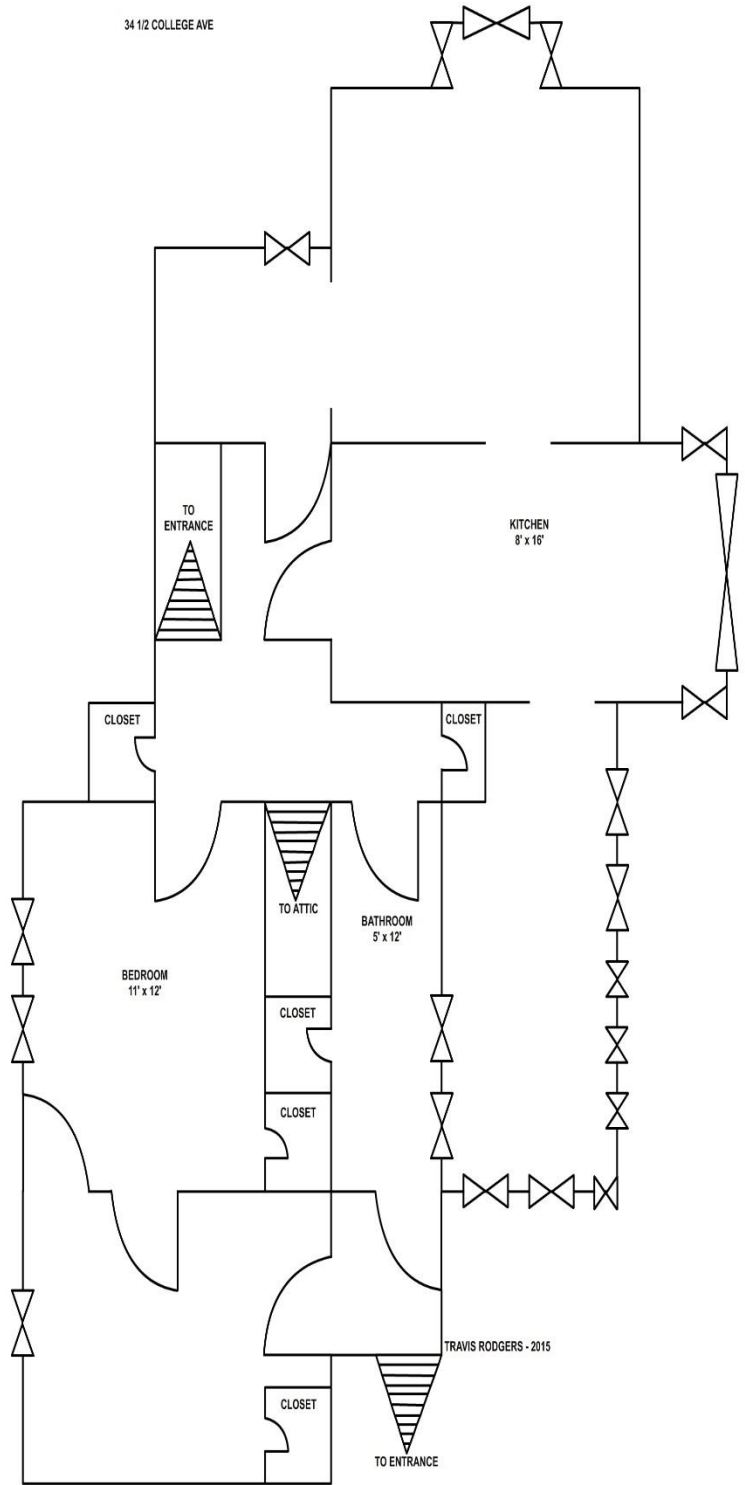 34 1/2 COLLEGE AVE
TO
ENTRANCE
KITCHEN
8' x 16'
CLOSET
CLOSET
TO ATTIC
BATHROOM
5' x 12'
BEDROOM
11' x 12'
CLOSET
CLOSET
TRAVIS RODGERS - 2015
CLOSET
TO ENTRANCE